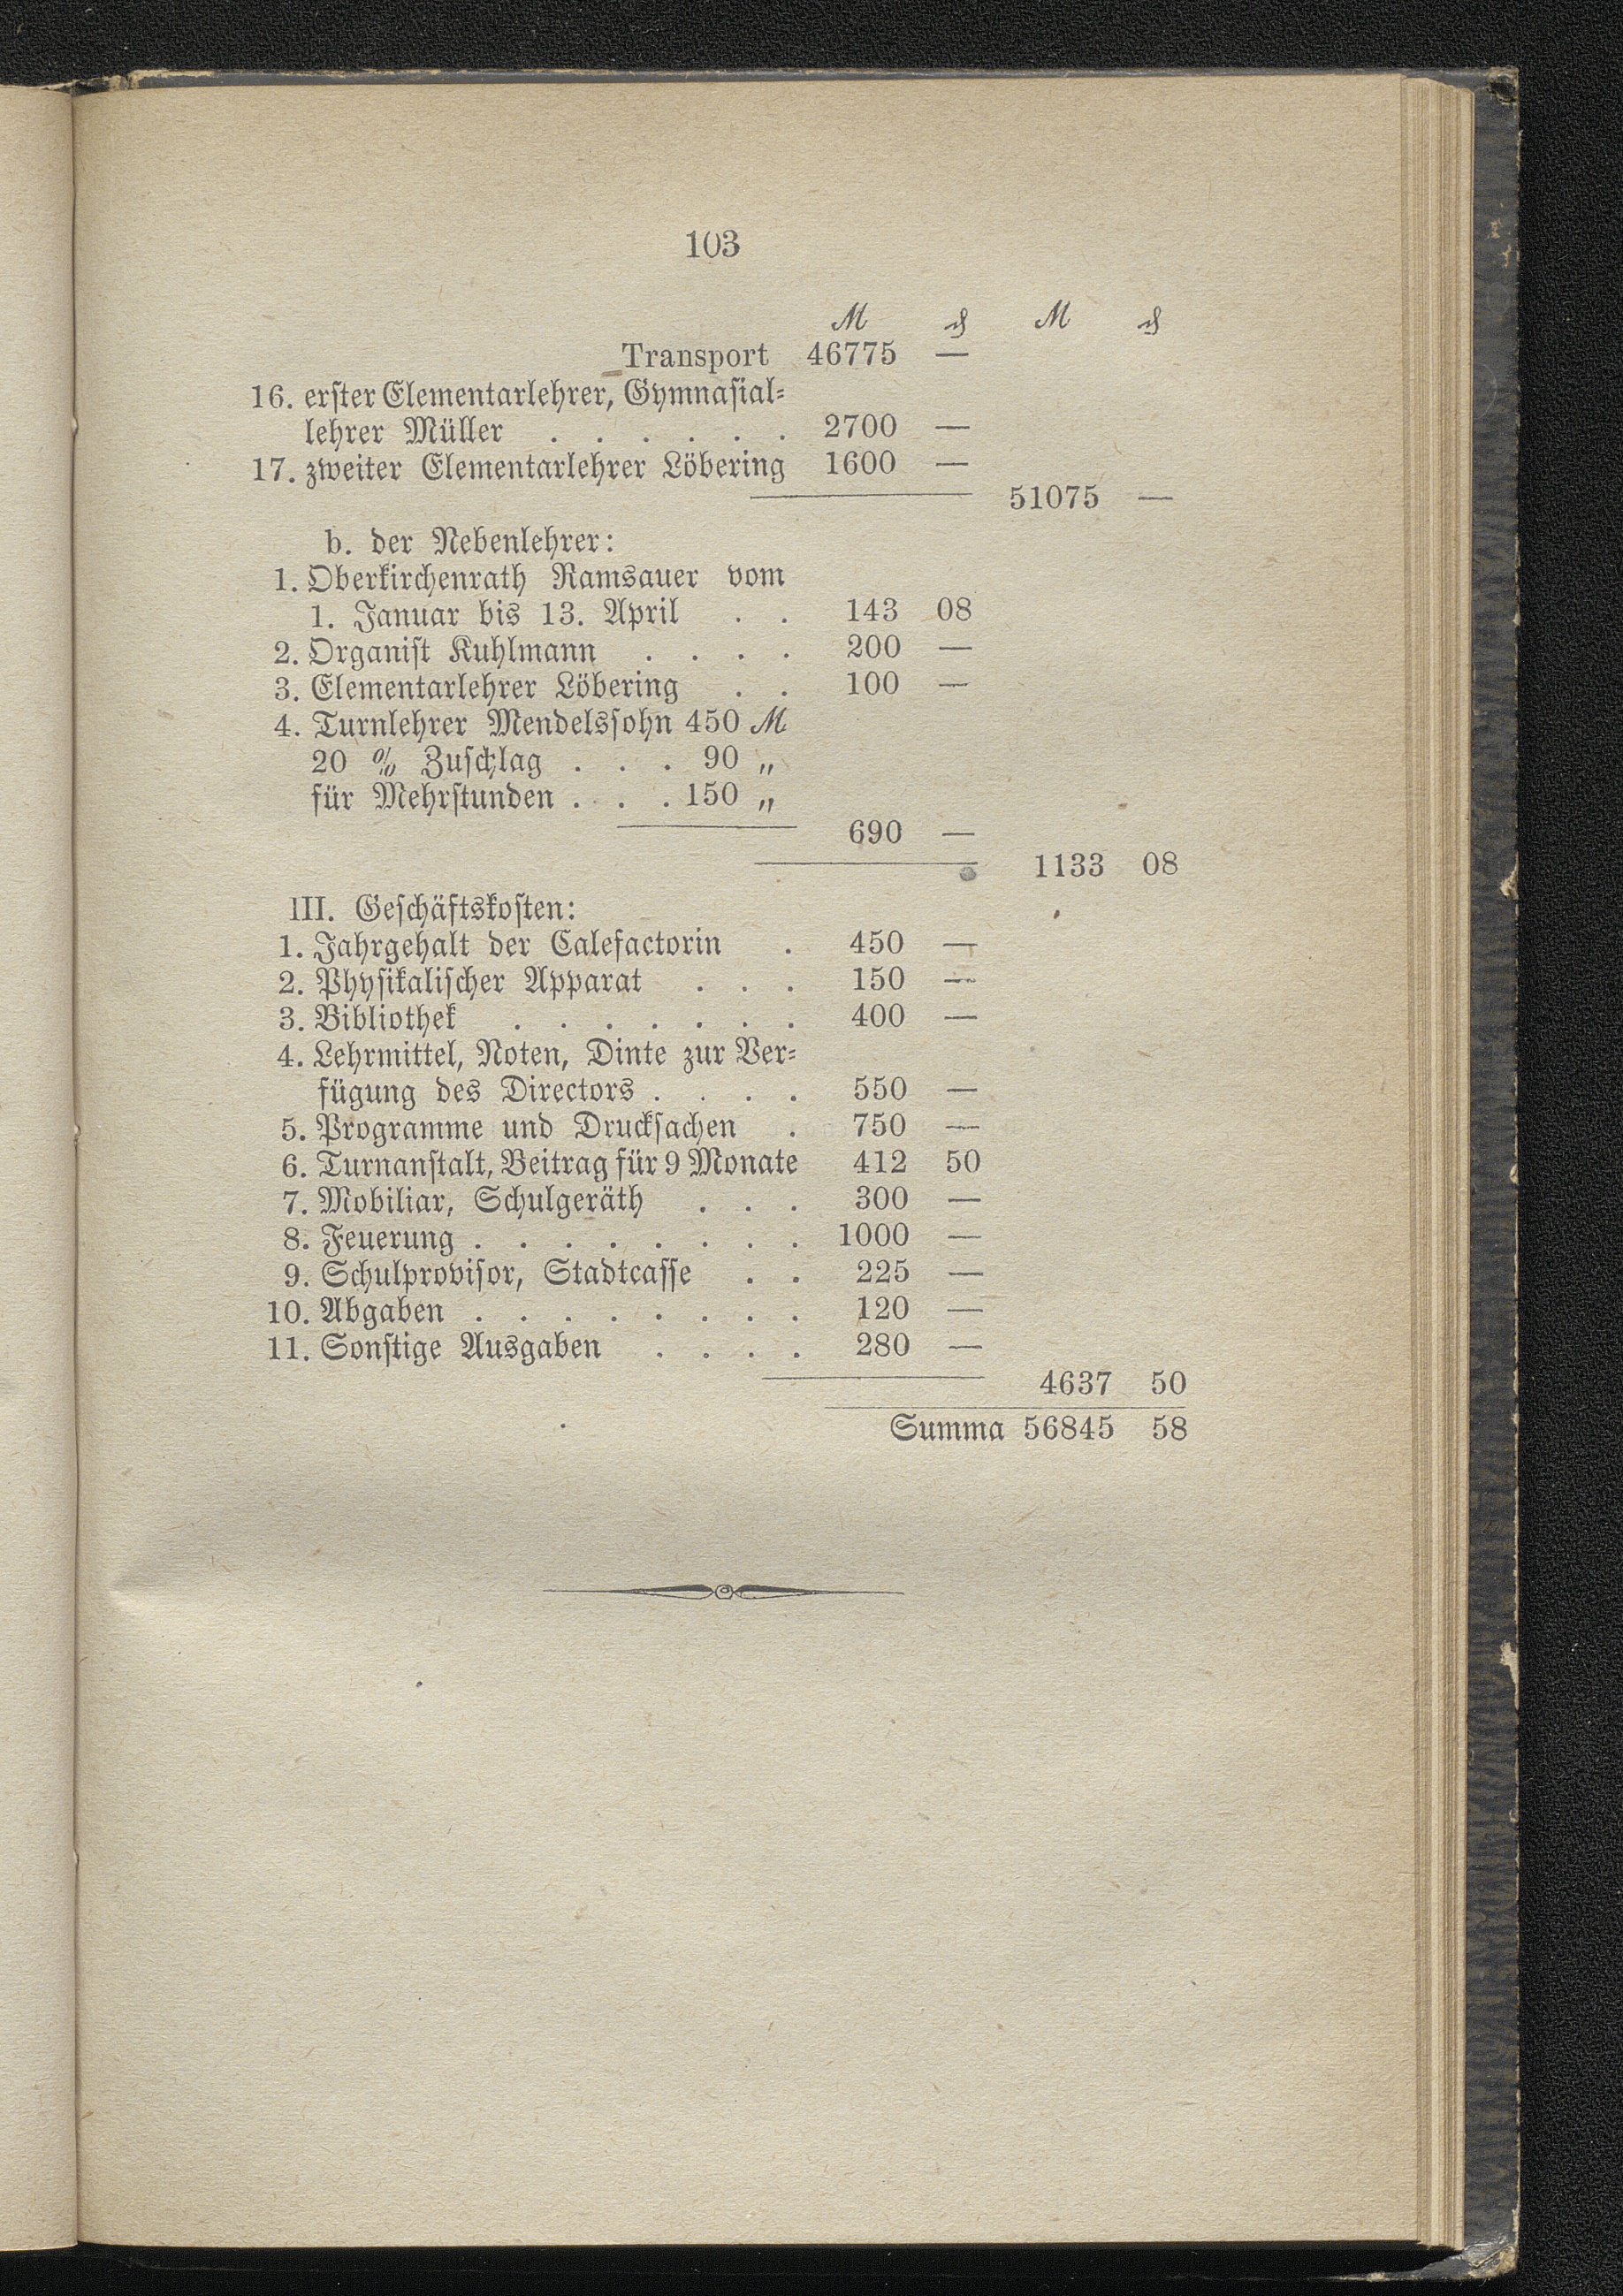 103
ℳ ₰ ℳ ₰
Transport 46775 —
16. erster Elementarlehrer, Gymnasial-
lehrer Müller . . . . . . 2700 —
17. zweiter Elementarlehrer Löbering 1600 —
51075 —
b. der Nebenlehrer:
1. Oberkirchenrath Ramsauer vom
1. Januar bis 13. April . . 143 08
2. Organist Kuhlmann . . . . 200 —
3. Elementarlehrer Löbering . . 100 —
4. Turnlehrer Mendelssohn 450 ℳ
20 % Zuschlag . . . 90 „
für Mehrstunden . . . 150 „
690 —
1133 08
III. Geschäftskosten:
1. Jahrgehalt der Calefactorin . 450 —
2. Physikalischer Apparat . . . 150 —
3. Bibliothek . . . . . . . 400 —
4. Lehrmittel, Noten, Dinte zur Ver-
fügung des Directors . . . . 550 —
5. Programme und Drucksachen . 750 —
6. Turnanstalt, Beitrag für 9 Monate 412 50
7. Mobiliar, Schulgeräth . . . 300 —
8. Feuerung . . . . . . . . 1000 —
9. Schulprovisor, Stadtcasse . . 225 —
10. Abgaben . . . . . . . . 120 —
11. Sonstige Ausgaben . . . . 280 —
4637 50
Summa 56845 58